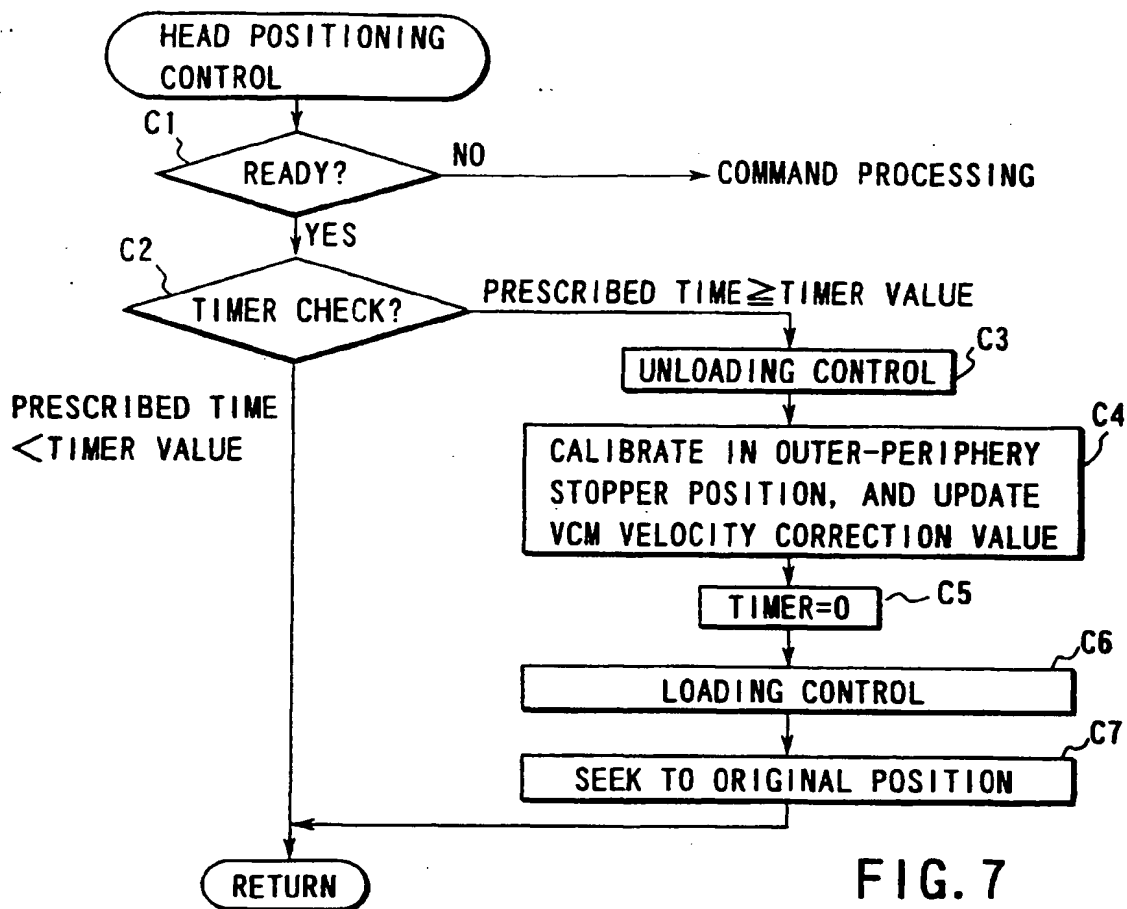 HEAD POSITIONING
CONTROL
C1
READY?
NO
COMMAND PROCESSING
YES
C2
TIMER CHECK?
PRESCRIBED TIME≧TIMER VALUE
C3
UNLOADING CONTROL
PRESCRIBED TIME
<TIMER VALUE
C4
CALIBRATE IN OUTER-PERIPHERY
STOPPER POSITION, AND UPDATE
VCM VELOCITY CORRECTION VALUE
TIMER=0
C5
C6
LOADING CONTROL
C7
SEEK TO ORIGINAL POSITION
RETURN
FIG. 7